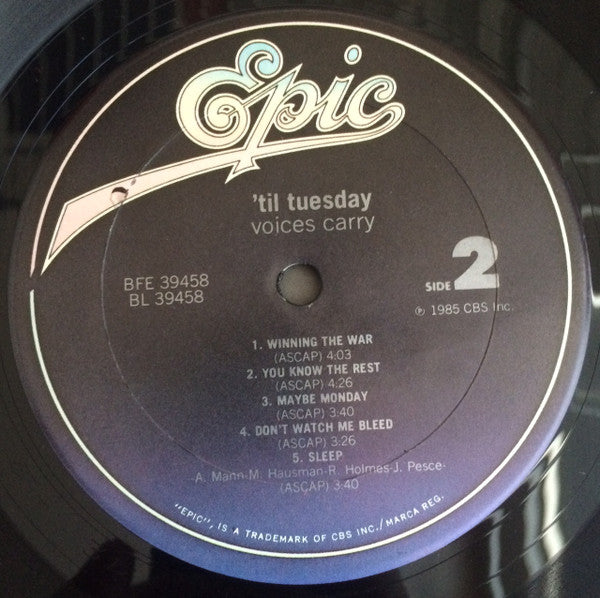 Epic
'til tuesday
voices carry
BFE 39458
BL 39458
SIDE 2
℗ 1985 CBS Inc.
1. WINNING THE WAR
(ASCAP) 4:03
2. YOU KNOW THE REST
(ASCAP) 4:26
3. MAYBE MONDAY
(ASCAP) 3:40
4. DON'T WATCH ME BLEED
(ASCAP) 3:26
5. SLEEP
-A. Mann-M. Hausman-R. Holmes-J. Pesce-
(ASCAP) 3:40
"EPIC", IS A TRADEMARK OF CBS INC./MARCA REG.